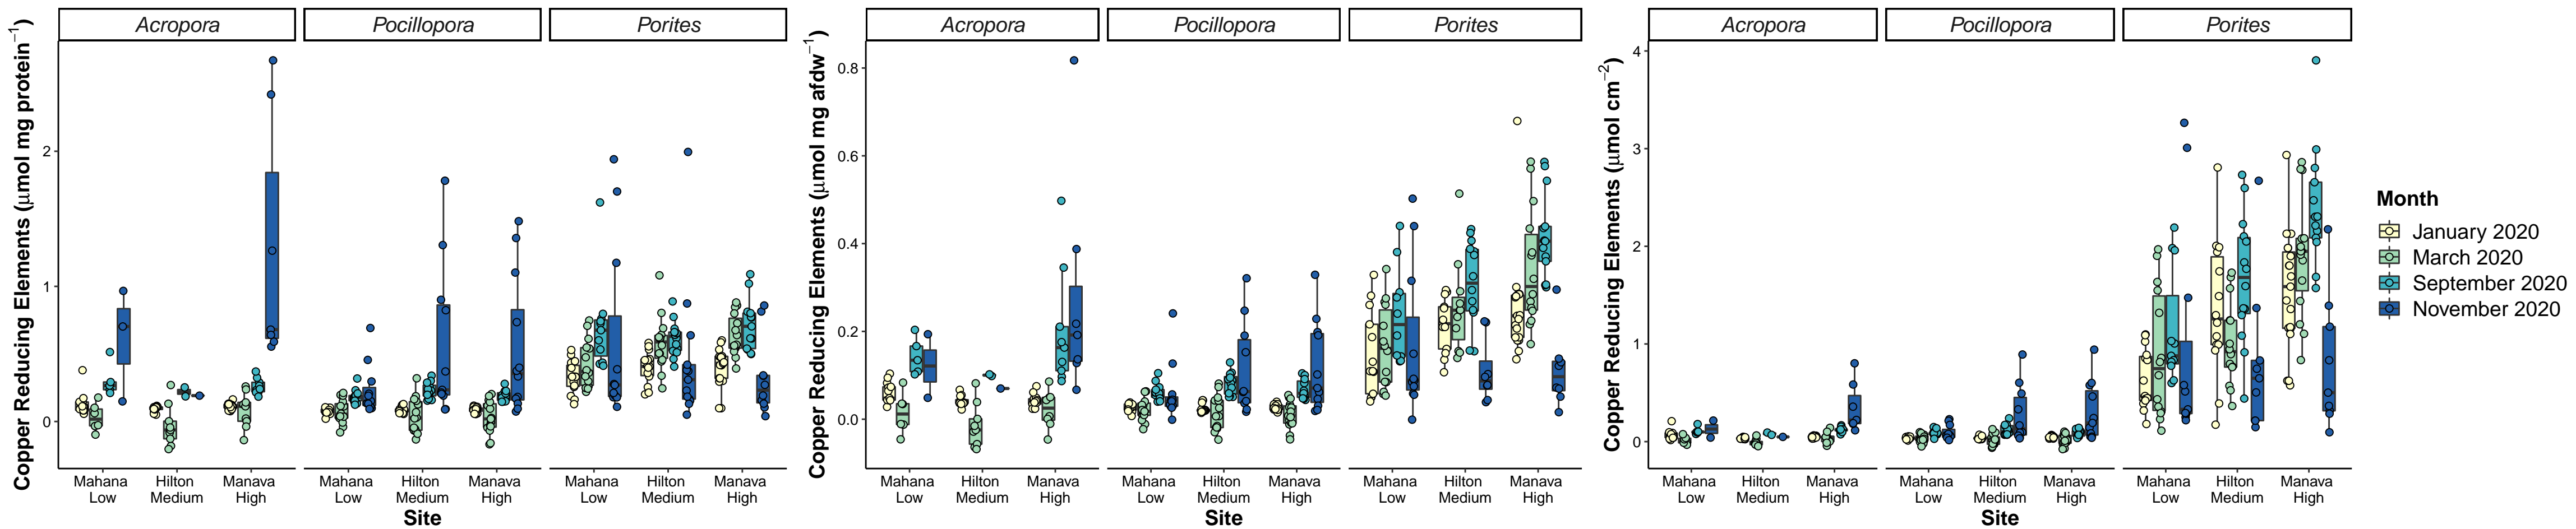 Copper Reducing Elements (μmol mg protein⁻¹)
Acropora
Pocillopora
Porites
2
1
0
Mahana Low
Hilton Medium
Manava High
Mahana Low
Hilton Medium
Manava High
Mahana Low
Hilton Medium
Manava High
Site
Copper Reducing Elements (μmol mg afdw⁻¹)
Acropora
Pocillopora
Porites
0.8
0.6
0.4
0.2
0.0
Mahana Low
Hilton Medium
Manava High
Mahana Low
Hilton Medium
Manava High
Mahana Low
Hilton Medium
Manava High
Site
Copper Reducing Elements (μmol cm⁻²)
Acropora
Pocillopora
Porites
4
3
2
1
0
Mahana Low
Hilton Medium
Manava High
Mahana Low
Hilton Medium
Manava High
Mahana Low
Hilton Medium
Manava High
Site
Month
January 2020
March 2020
September 2020
November 2020